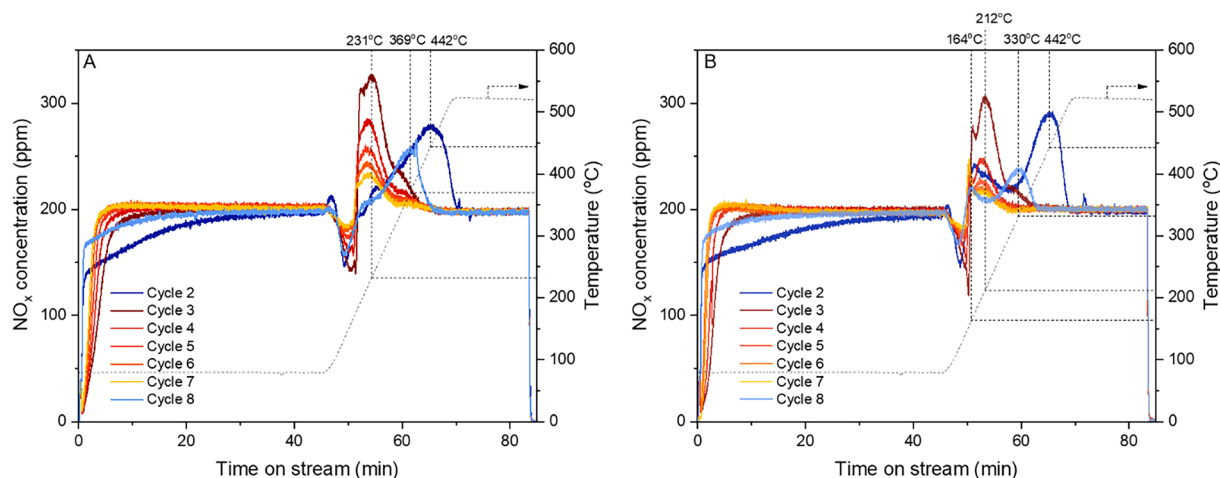 A
231°C 369°C 442°C
NOx concentration (ppm)
300
200
100
0
600
500
400
300
200
100
0
Temperature (°C)
Cycle 2
Cycle 3
Cycle 4
Cycle 5
Cycle 6
Cycle 7
Cycle 8
0 20 40 60 80
Time on stream (min)
B
212°C
164°C 330°C 442°C
NOx concentration (ppm)
300
200
100
0
600
500
400
300
200
100
0
Temperature (°C)
Cycle 2
Cycle 3
Cycle 4
Cycle 5
Cycle 6
Cycle 7
Cycle 8
0 20 40 60 80
Time on stream (min)